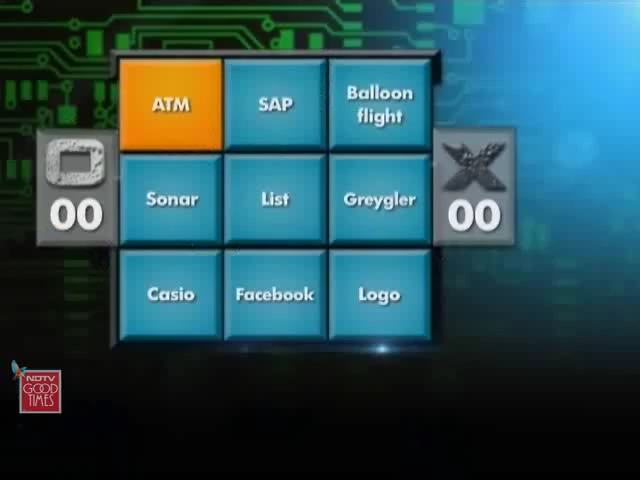 ATM
SAP
Balloon
flight
Sonar
List
Greygler
00
00
Casio
Facebook
Logo
NDTV
GOOD
TIMES